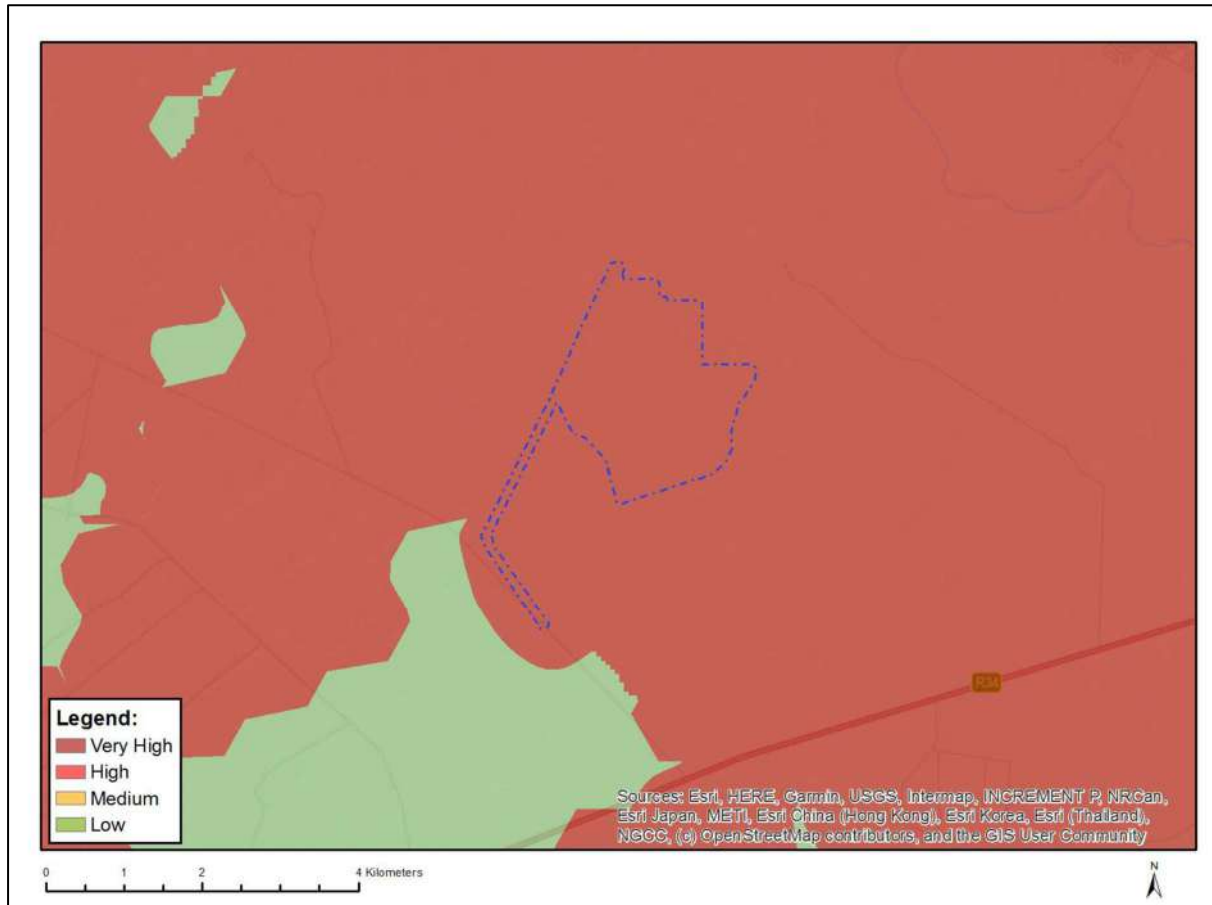 R34
Legend:
Very High
High
Medium
Low
Sources: Esri, HERE, Garmin, USGS, Intermap, INCREMENT P, NRCan,
Esri Japan, METI, Esri China (Hong Kong), Esri Korea, Esri (Thailand),
NGCC, (c) OpenStreetMap contributors, and the GIS User Community
0 1 2 4 Kilometers
N